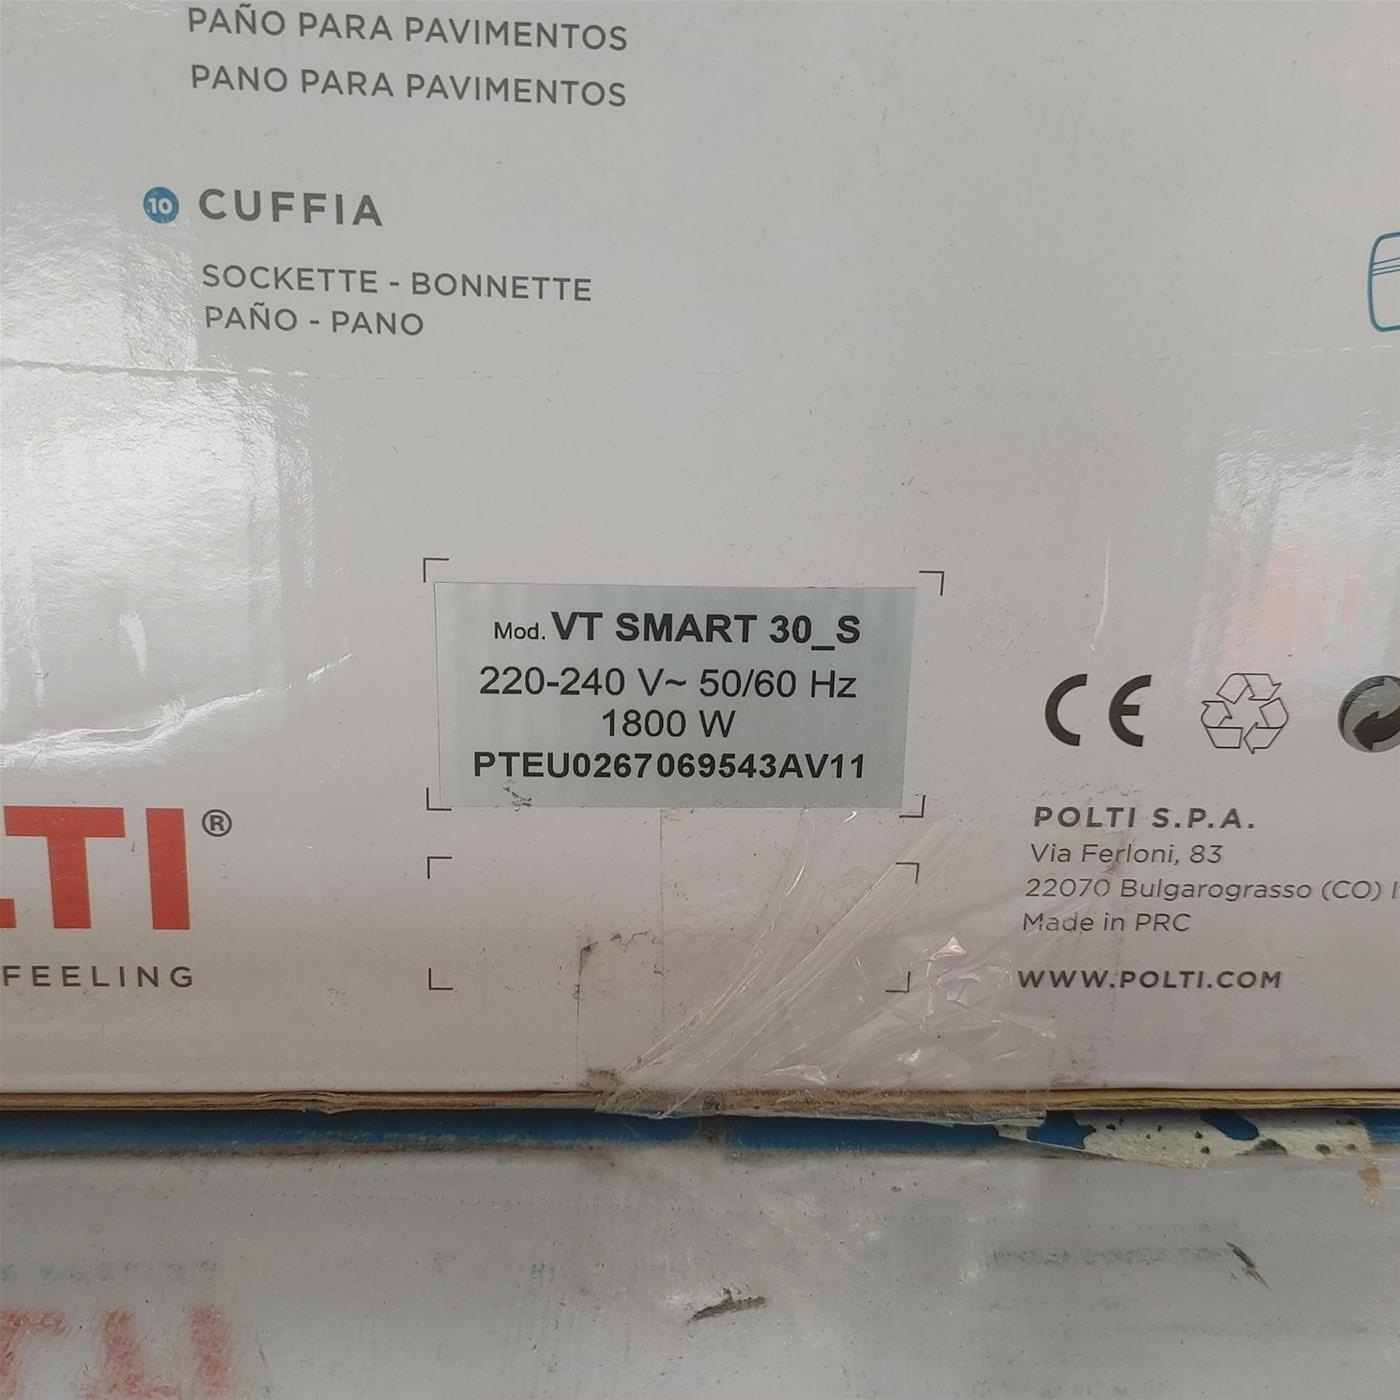 PAÑO PARA PAVIMENTOS
PANO PARA PAVIMENTOS
10 CUFFIA
SOCKETTE - BONNETTE
PAÑO - PANO
Mod. VT SMART 30_S
220-240 V~ 50/60 Hz
1800 W
PTEU0267069543AV11
LTI®
FEELING
CE
POLTI S.P.A.
Via Ferloni, 83
22070 Bulgarograsso (CO) I
Made in PRC
WWW.POLTI.COM
LTI